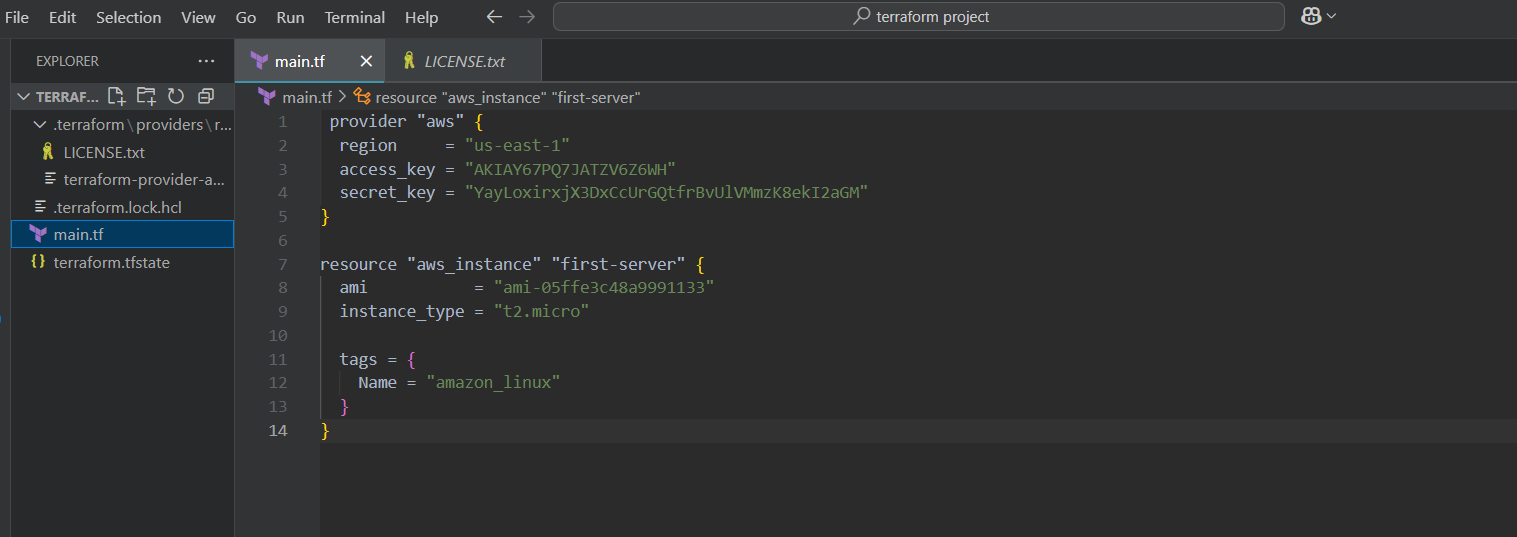 File Edit Selection View Go Run Terminal Help
terraform project
EXPLORER
TERRAF...
.terraform\providers\r...
LICENSE.txt
terraform-provider-a...
.terraform.lock.hcl
main.tf
terraform.tfstate
main.tf LICENSE.txt
main.tf > resource "aws_instance" "first-server"
1 provider "aws" {
2 region = "us-east-1"
3 access_key = "AKIAY67PQ7JATZV6Z6WH"
4 secret_key = "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"
5 }
6
7 resource "aws_instance" "first-server" {
8 ami = "ami-05ffe3c48a9991133"
9 instance_type = "t2.micro"
10
11 tags = {
12 Name = "amazon_linux"
13 }
14 }